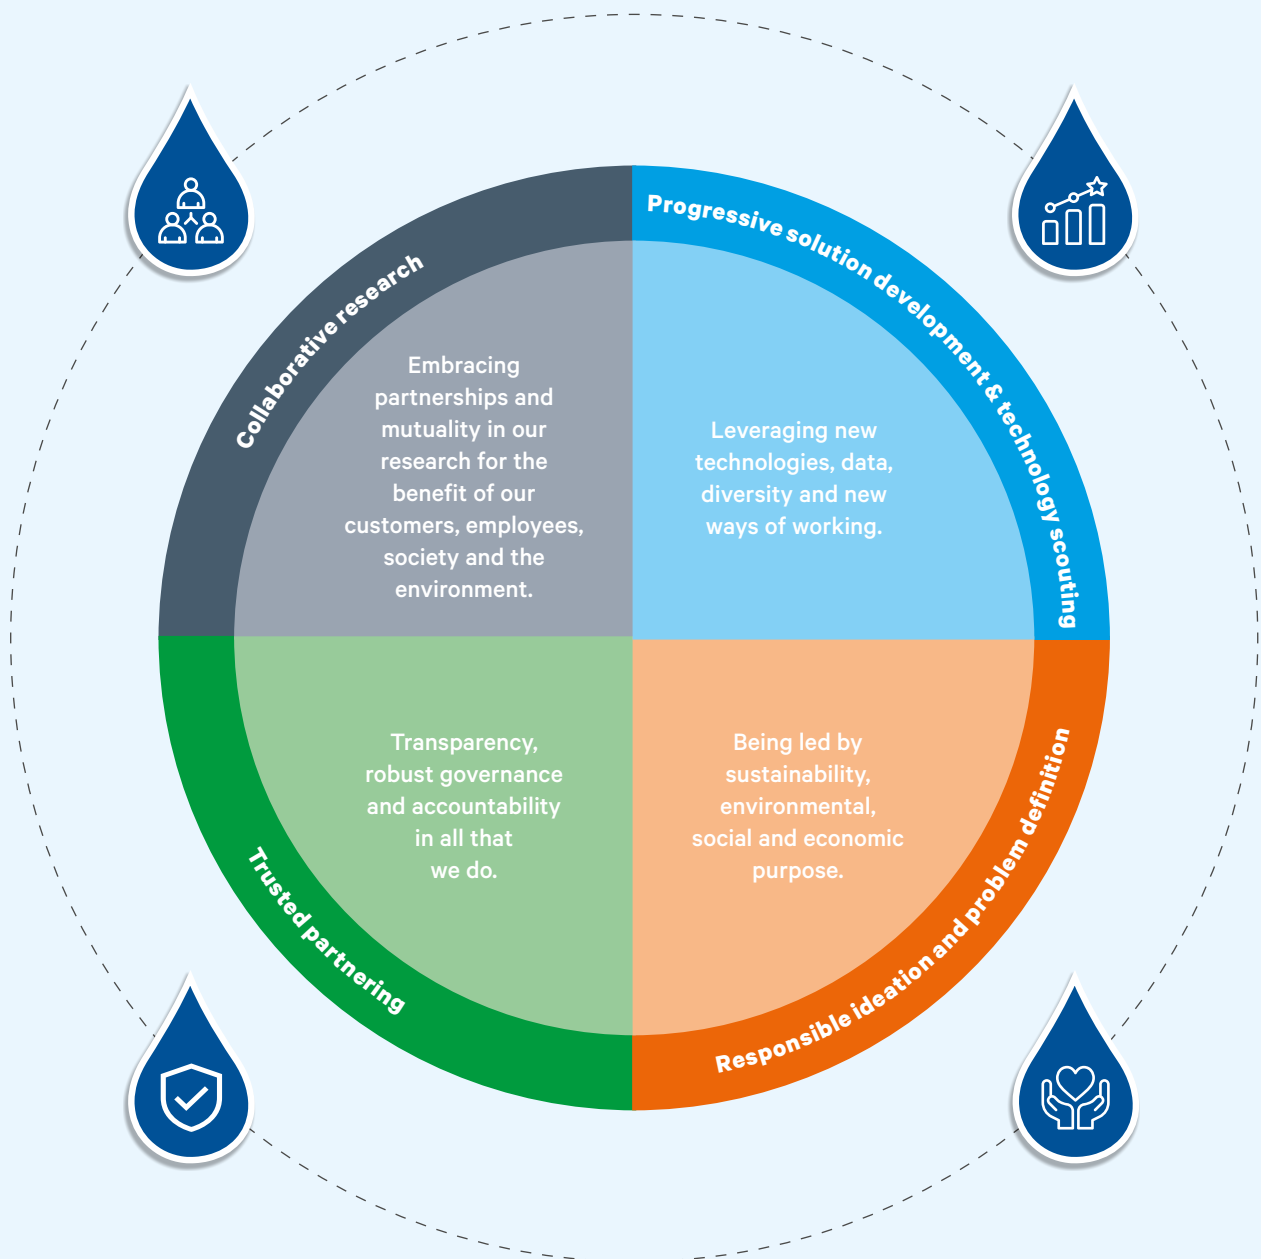 Collaborative research
Embracing
partnerships and
mutuality in our
research for the
benefit of our
customers, employees,
society and the
environment.
Progressive solution development & technology scouting
Leveraging new
technologies, data,
diversity and new
ways of working.
Trusted partnering
Transparency,
robust governance
and accountability
in all that
we do.
Responsible ideation and problem definition
Being led by
sustainability,
environmental,
social and economic
purpose.